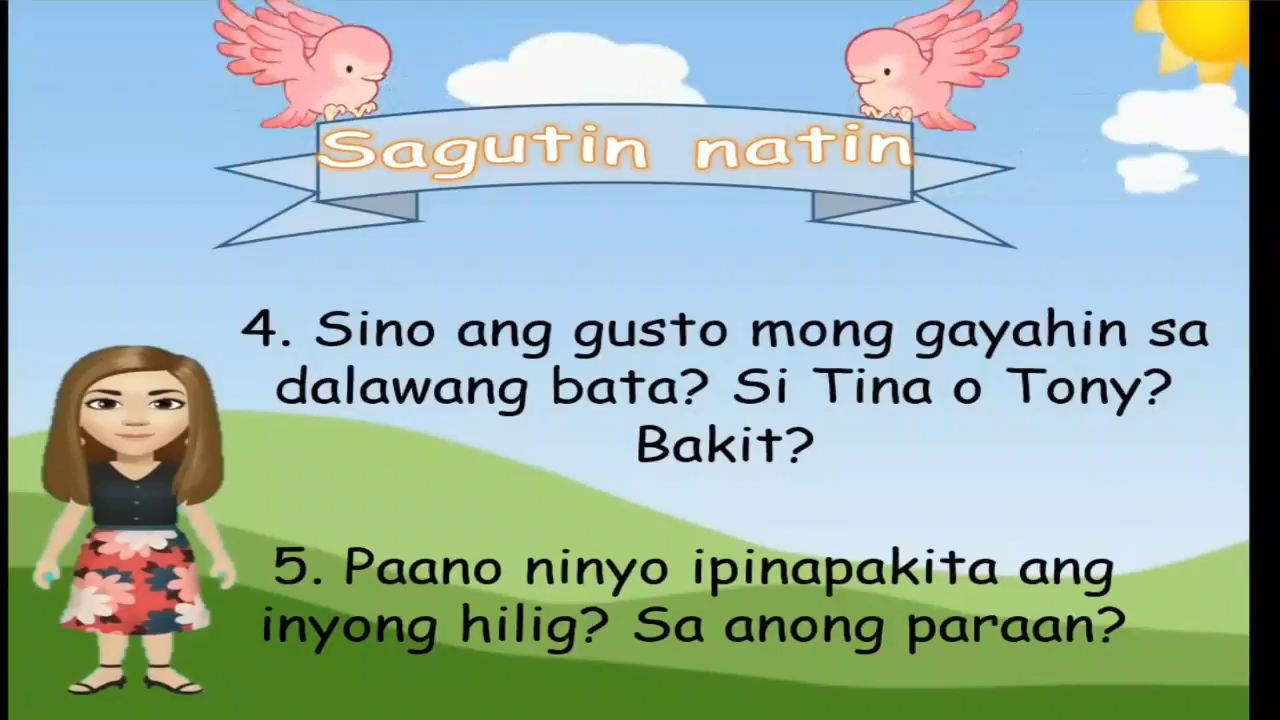 Sagutin natin
4. Sino ang gusto mong gayahin sa
dalawang bata? Si Tina o Tony?
Bakit?
5. Paano ninyo ipinapakita ang
inyong hilig? Sa anong paraan?